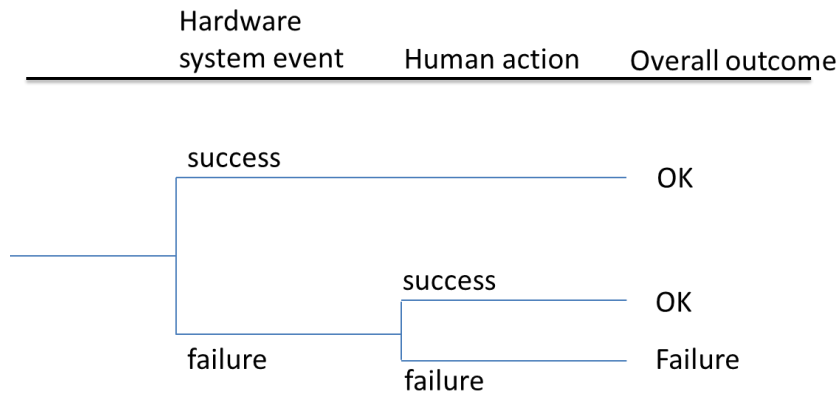 Hardware
system event
Human action
Overall outcome
success
OK
success
OK
failure
Failure
failure